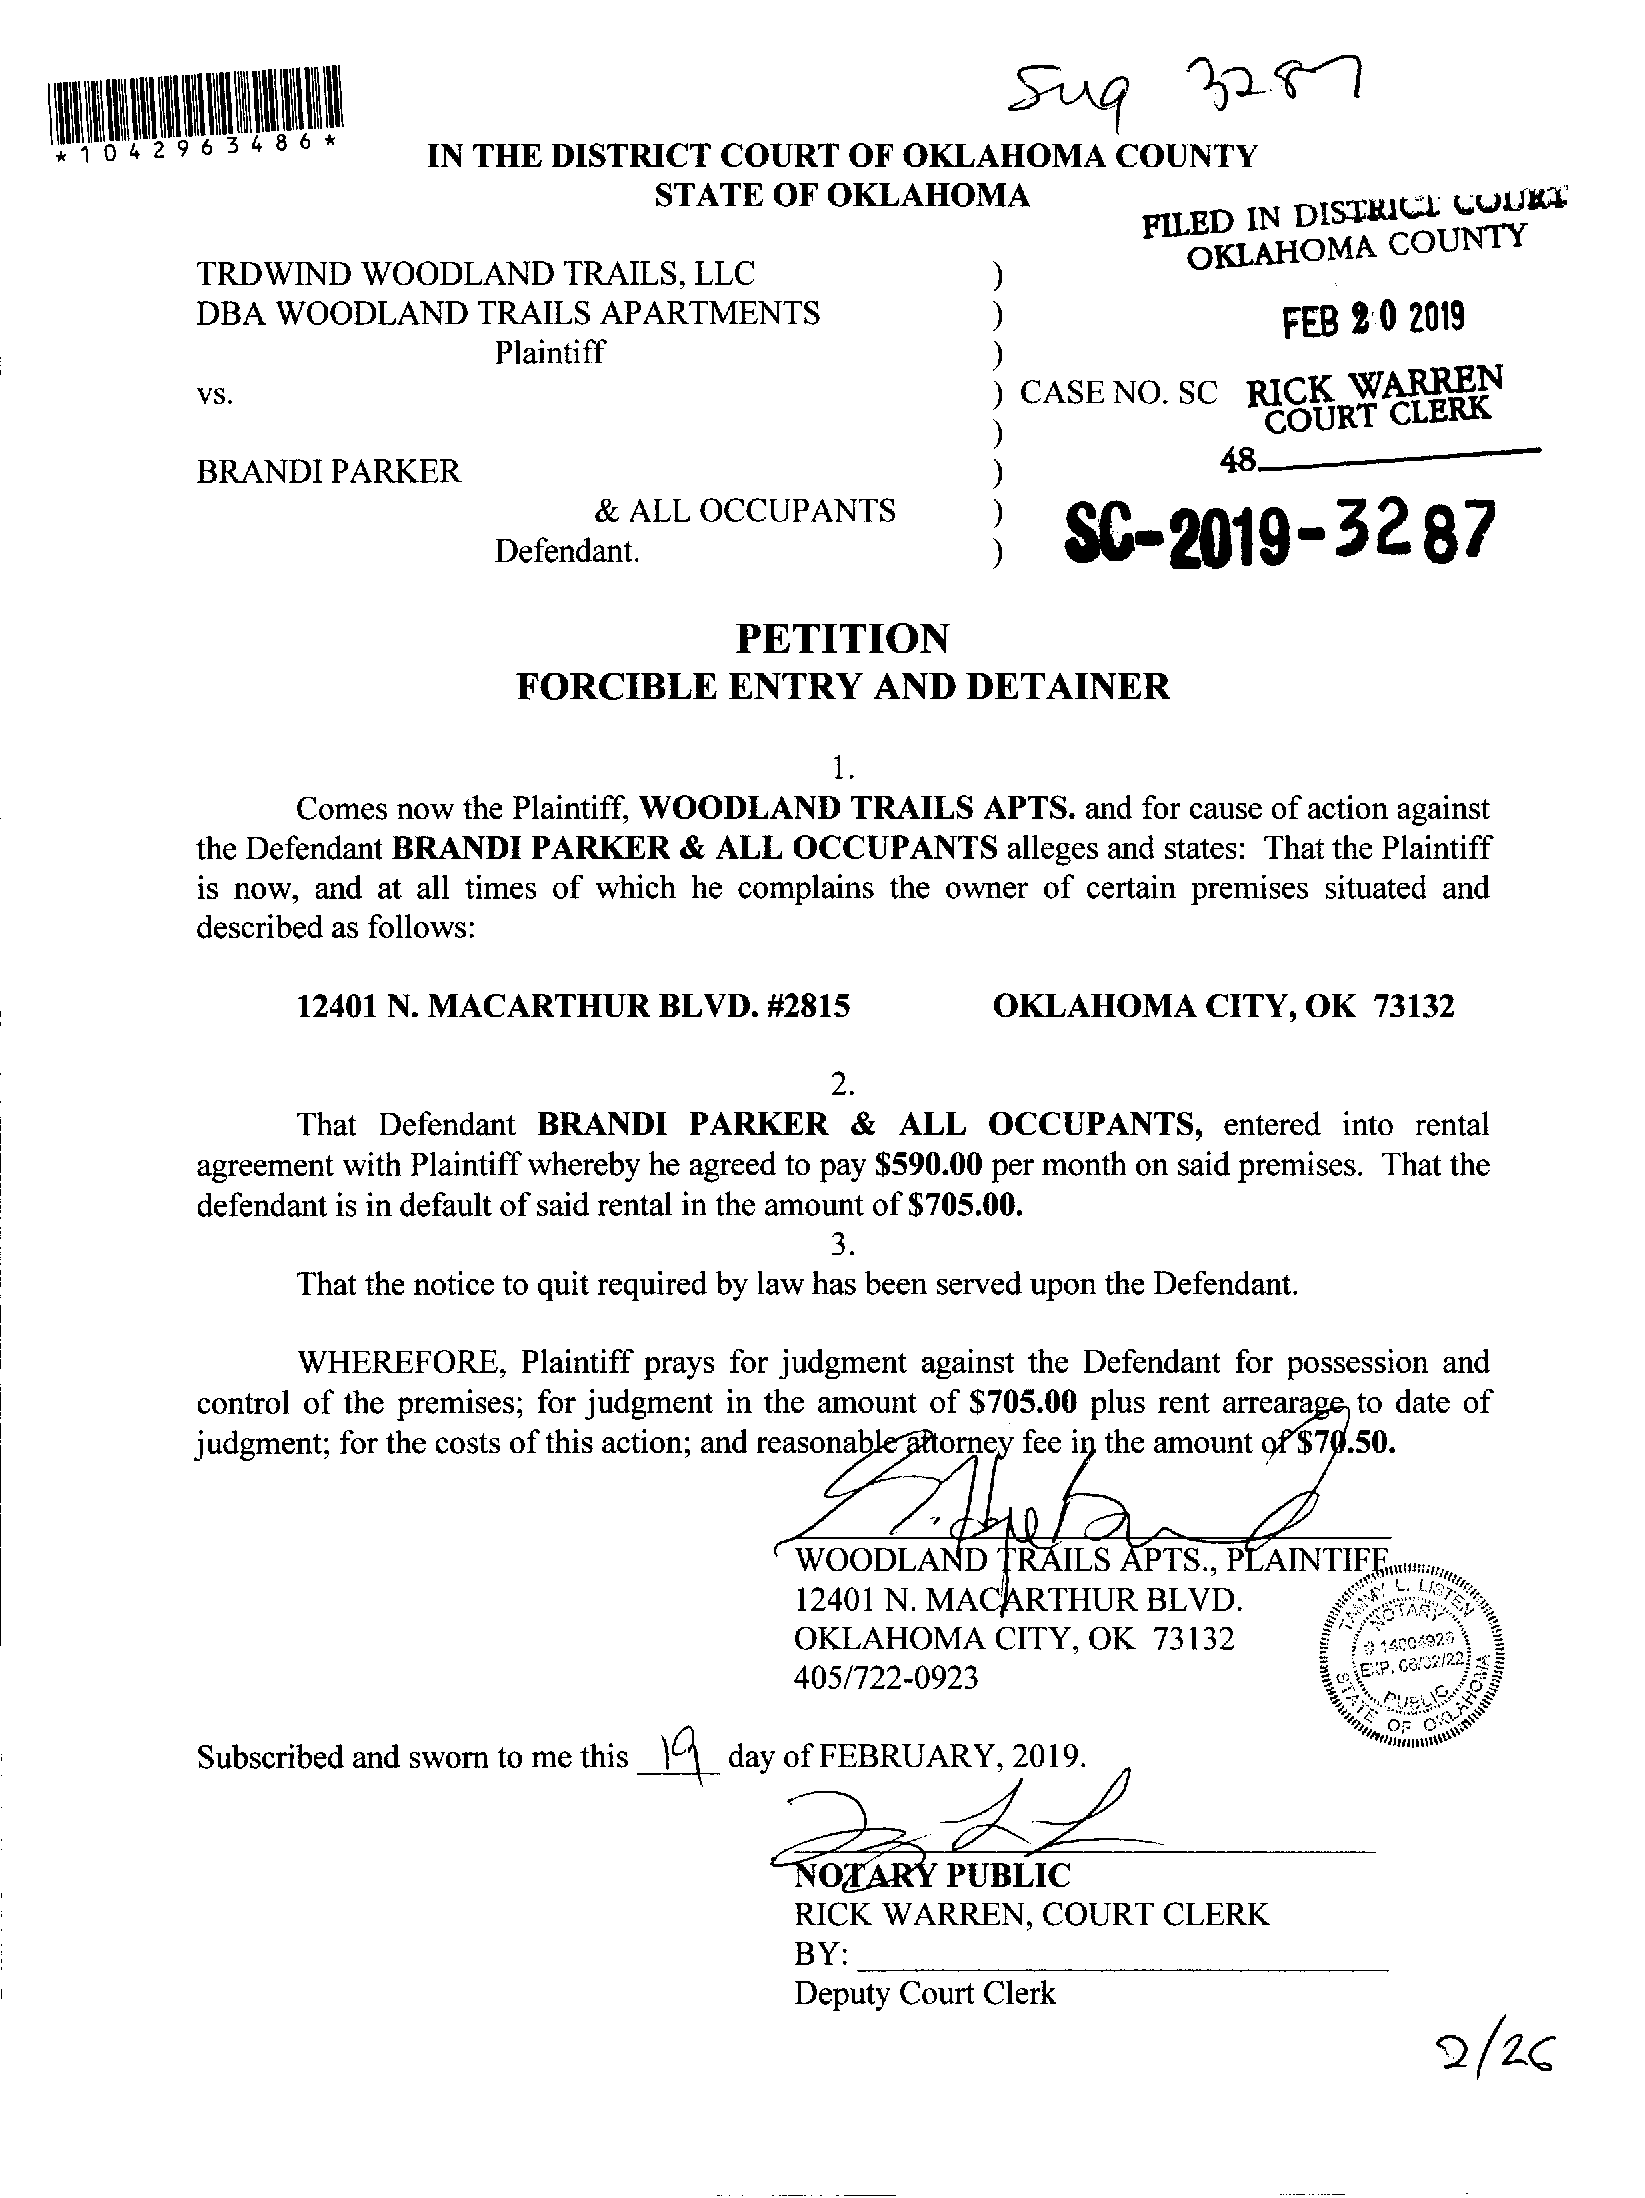 3287
*1042963486*
IN THE DISTRICT COURT OF OKLAHOMA COUNTY
STATE OF OKLAHOMA
FILED IN DISTRICT COURT
OKLAHOMA COUNTY
FEB 20 2019
RICK WARREN
COURT CLERK
48
TRDWIND WOODLAND TRAILS, LLC )
DBA WOODLAND TRAILS APARTMENTS )
Plaintiff )
vs. ) CASE NO. SC
)
BRANDI PARKER )
& ALL OCCUPANTS )
Defendant. )
SC-2019-3287
PETITION
FORCIBLE ENTRY AND DETAINER
1.
Comes now the Plaintiff, WOODLAND TRAILS APTS. and for cause of action against
the Defendant BRANDI PARKER & ALL OCCUPANTS alleges and states: That the Plaintiff
is now, and at all times of which he complains the owner of certain premises situated and
described as follows:
12401 N. MACARTHUR BLVD. #2815 OKLAHOMA CITY, OK 73132
2.
That Defendant BRANDI PARKER & ALL OCCUPANTS, entered into rental
agreement with Plaintiff whereby he agreed to pay $590.00 per month on said premises. That the
defendant is in default of said rental in the amount of $705.00.
3.
That the notice to quit required by law has been served upon the Defendant.
WHEREFORE, Plaintiff prays for judgment against the Defendant for possession and
control of the premises; for judgment in the amount of $705.00 plus rent arrearage to date of
judgment; for the costs of this action; and reasonable attorney fee in the amount of $70.50.
WOODLAND TRAILS APTS., PLAINTIFF
12401 N. MACARTHUR BLVD.
OKLAHOMA CITY, OK 73132
405/722-0923
TAMMY L. LISTEN
NOTARY
# 14004926
EXP. 06/02/22
PUBLIC
STATE OF OKLAHOMA
Subscribed and sworn to me this 19 day of FEBRUARY, 2019.
NOTARY PUBLIC
RICK WARREN, COURT CLERK
BY:
Deputy Court Clerk
2/26